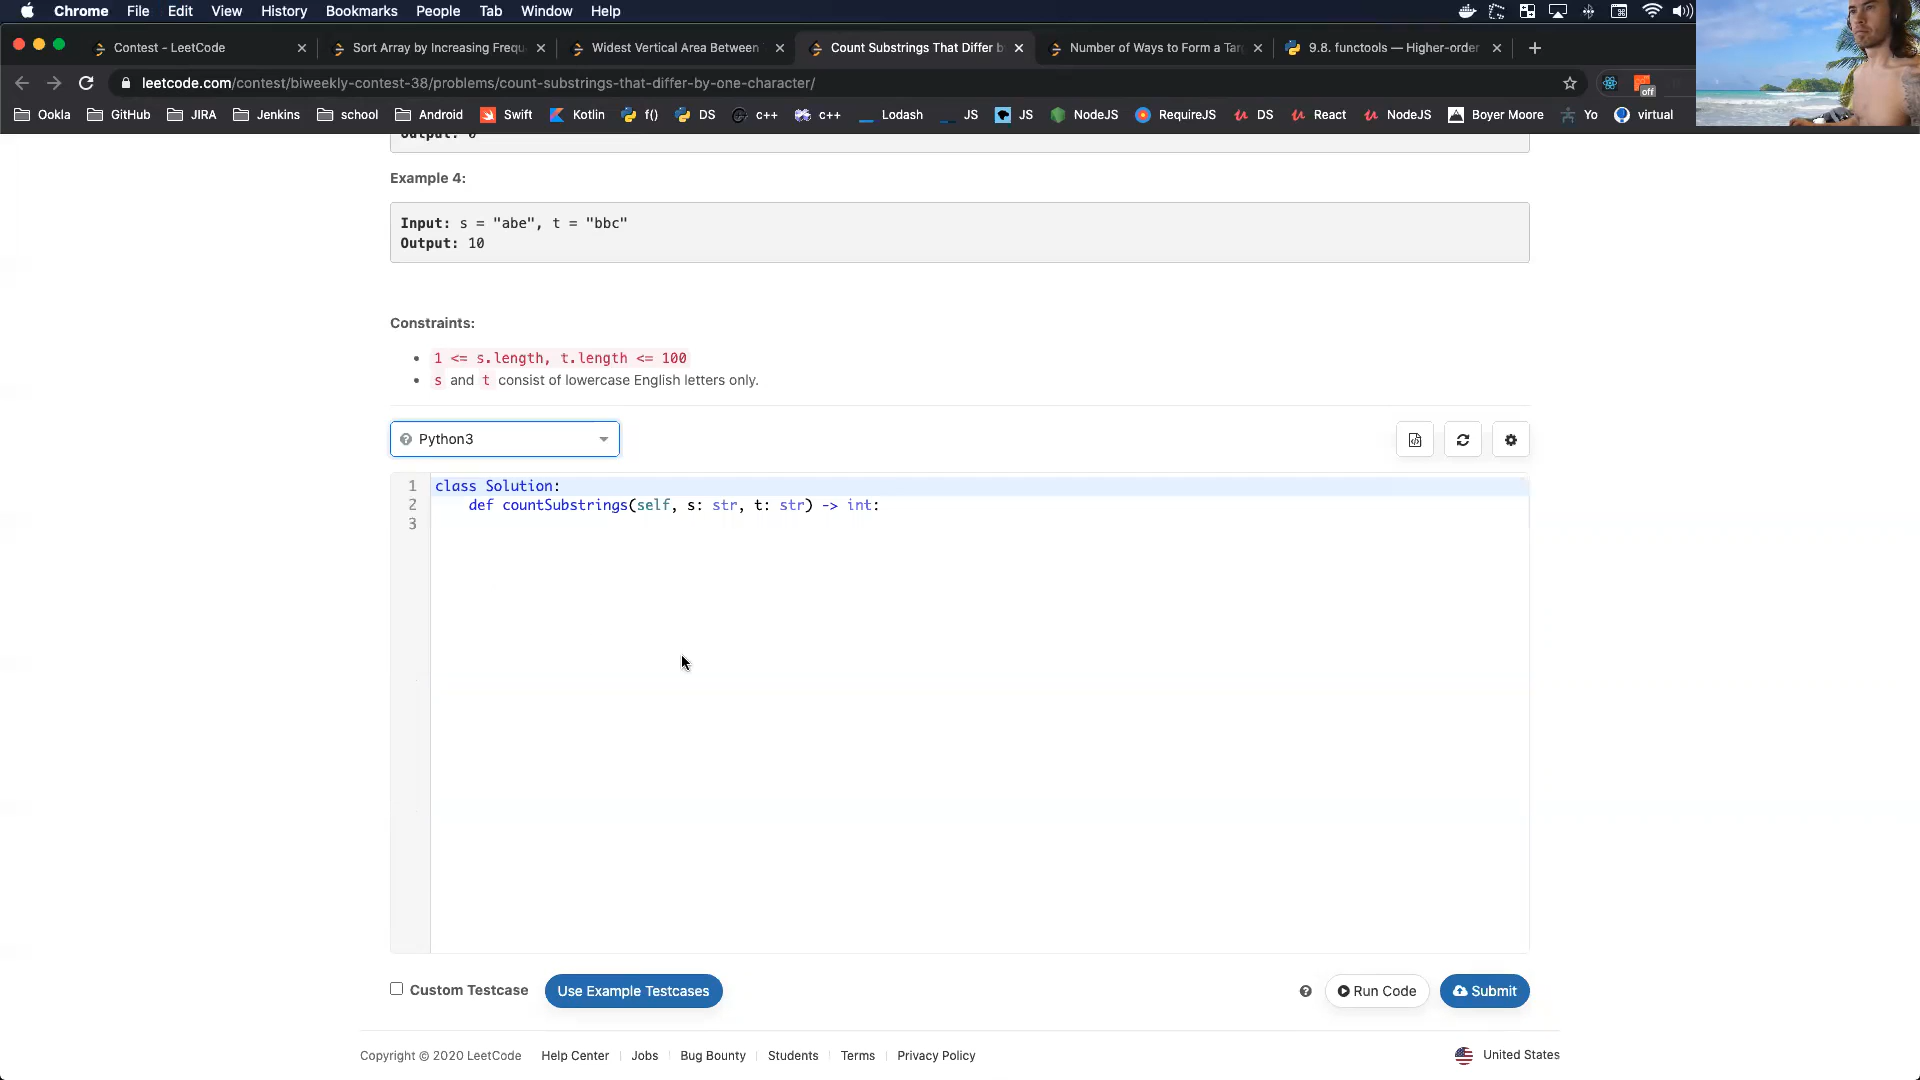 Chrome File Edit View History Bookmarks People Tab Window Help
Contest - LeetCode
Sort Array by Increasing Frequ
Widest Vertical Area Between
Count Substrings That Differ b
Number of Ways to Form a Tar
9.8. functools — Higher-order
leetcode.com/contest/biweekly-contest-38/problems/count-substrings-that-differ-by-one-character/
off
Ookla GitHub JIRA Jenkins school Android Swift Kotlin f() DS c++ c++ Lodash JS JS NodeJS RequireJS DS React NodeJS Boyer Moore Yo virtual
Output: 0
Example 4:
Input: s = "abe", t = "bbc"
Output: 10
Constraints:
1 <= s.length, t.length <= 100
s and t consist of lowercase English letters only.
Python3
1 class Solution:
2 def countSubstrings(self, s: str, t: str) -> int:
3
Custom Testcase Use Example Testcases Run Code Submit
Copyright © 2020 LeetCode Help Center Jobs Bug Bounty Students Terms Privacy Policy United States